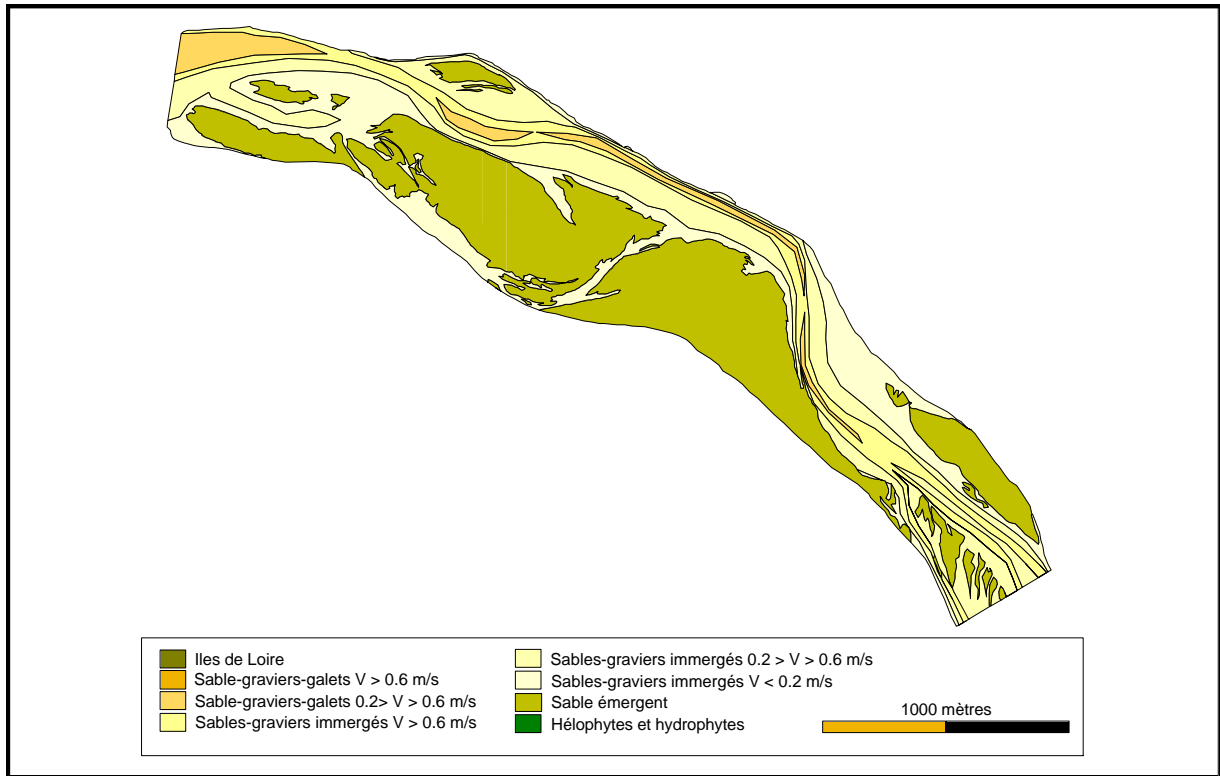 Iles de Loire
Sable-graviers-galets V > 0.6 m/s
Sable-graviers-galets 0.2> V > 0.6 m/s
Sables-graviers immergés V > 0.6 m/s
Sables-graviers immergés 0.2 > V > 0.6 m/s
Sables-graviers immergés V < 0.2 m/s
Sable émergent
Hélophytes et hydrophytes
1000 mètres